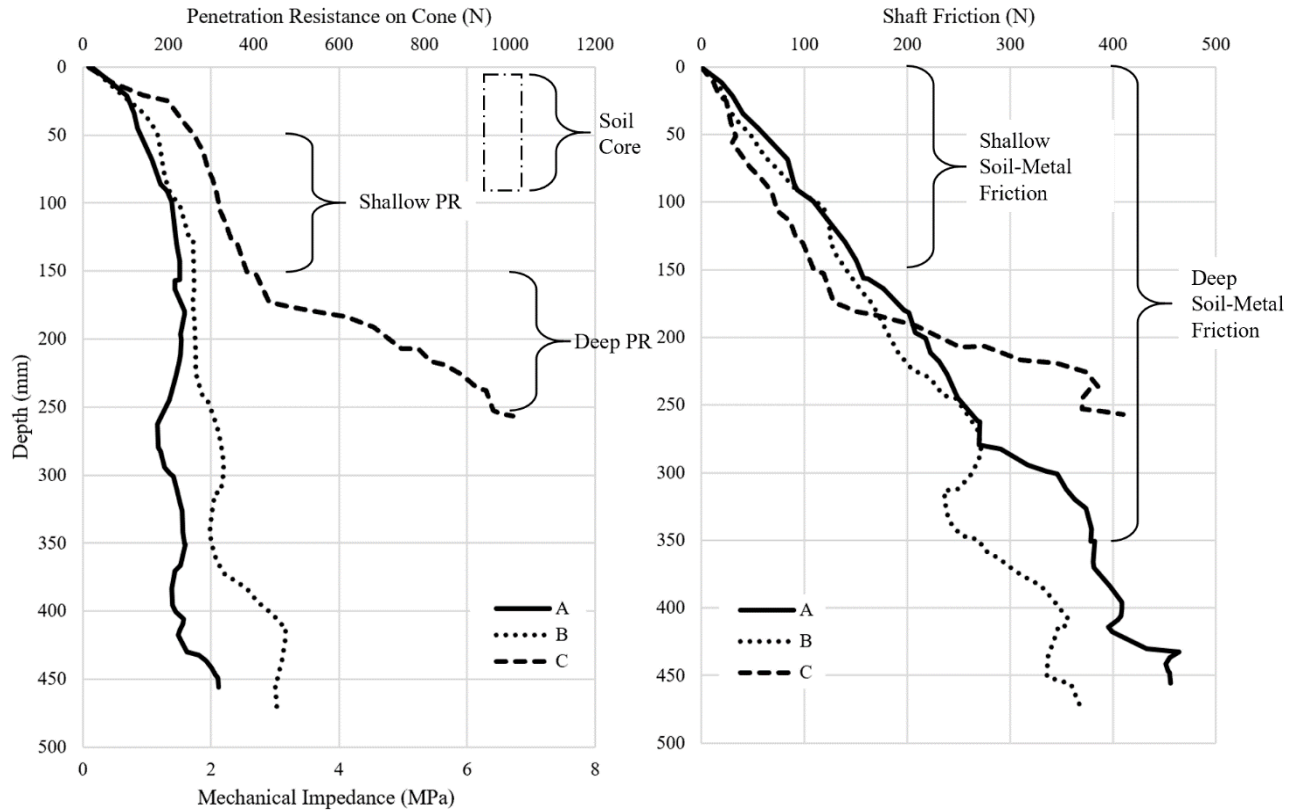 Penetration Resistance on Cone (N)
0 200 400 600 800 1000 1200
0
50
100
150
200
250
300
350
400
450
500
Depth (mm)
Soil
Core
Shallow PR
Deep PR
A
B
C
0 2 4 6 8
Mechanical Impedance (MPa)
Shaft Friction (N)
0 100 200 300 400 500
0
50
100
150
200
250
300
350
400
450
500
Shallow
Soil-Metal
Friction
Deep
Soil-Metal
Friction
A
B
C